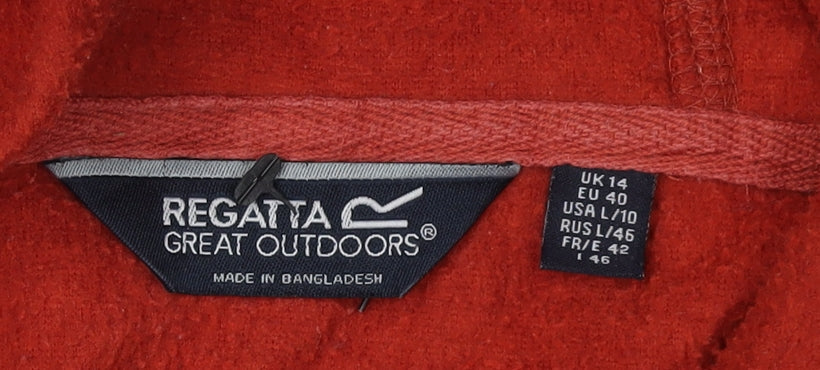 REGATTA
GREAT OUTDOORS®
MADE IN BANGLADESH
UK 14
EU 40
USA L/10
RUS L/46
FR/E 42
I 46